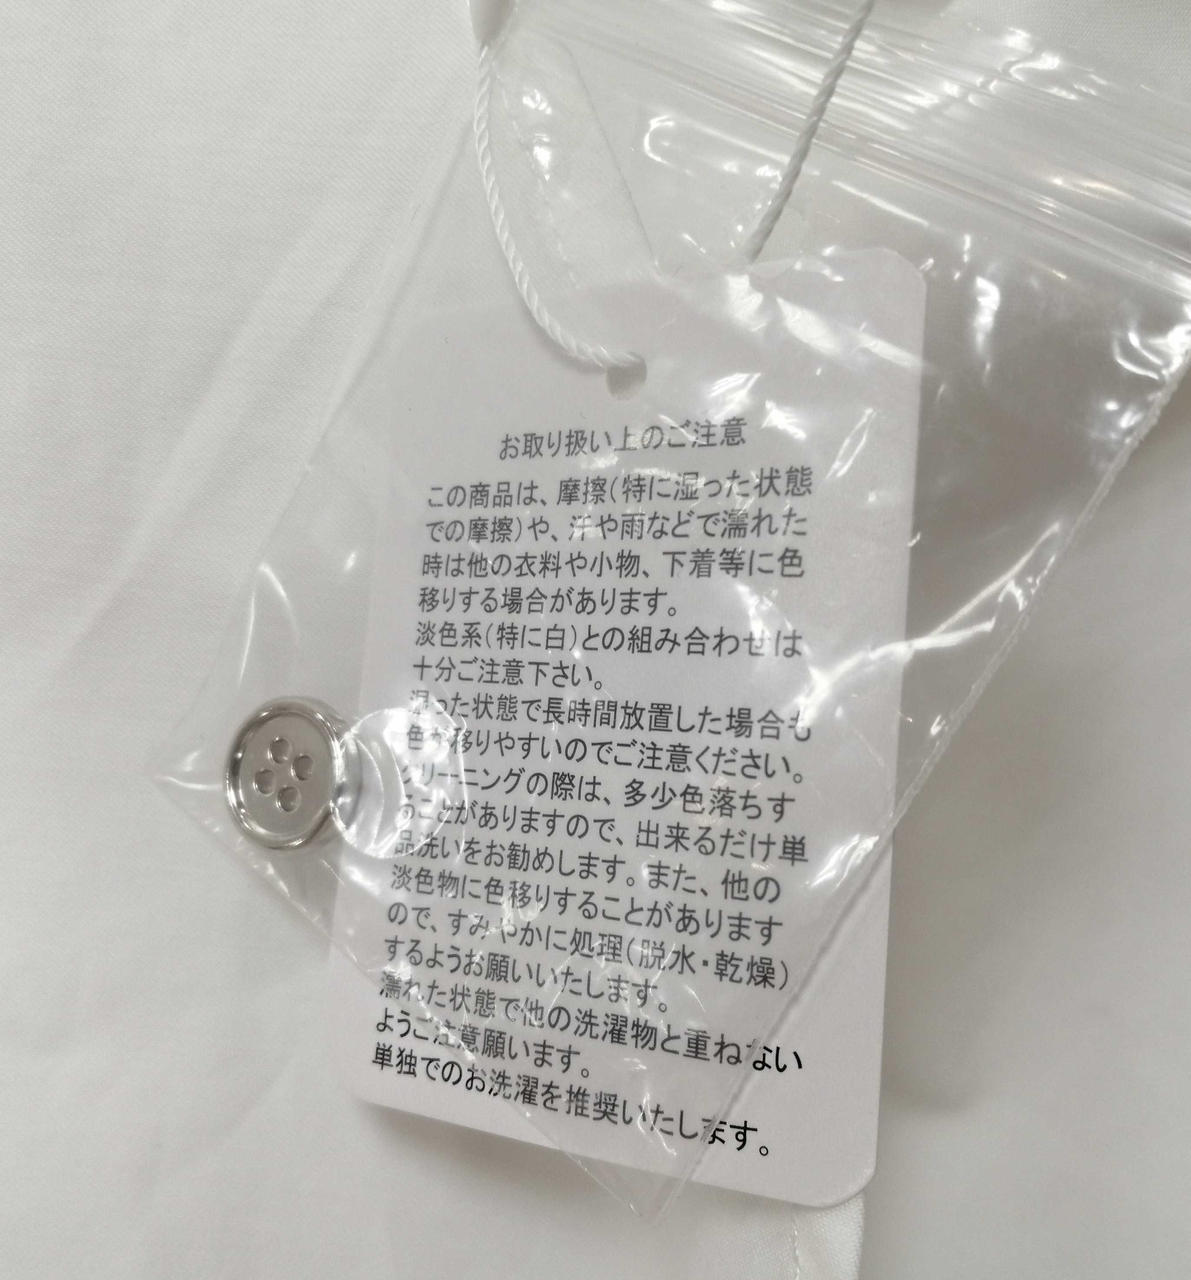 お取り扱い上のご注意
この商品は、摩擦(特に湿った状態
での摩擦)や、汗や雨などで濡れた
時は他の衣料や小物、下着等に色
移りする場合があります。
淡色系(特に白)との組み合わせは
十分ご注意下さい。
湿った状態で長時間放置した場合も
色が移りやすいのでご注意ください。
クリーニングの際は、多少色落ちす
ることがありますので、出来るだけ単
品洗いをお勧めします。また、他の
淡色物に色移りすることがあります
ので、すみやかに処理(脱水・乾燥)
するようお願いいたします。
濡れた状態で他の洗濯物と重ねない
ようご注意願います。
単独でのお洗濯を推奨いたします。